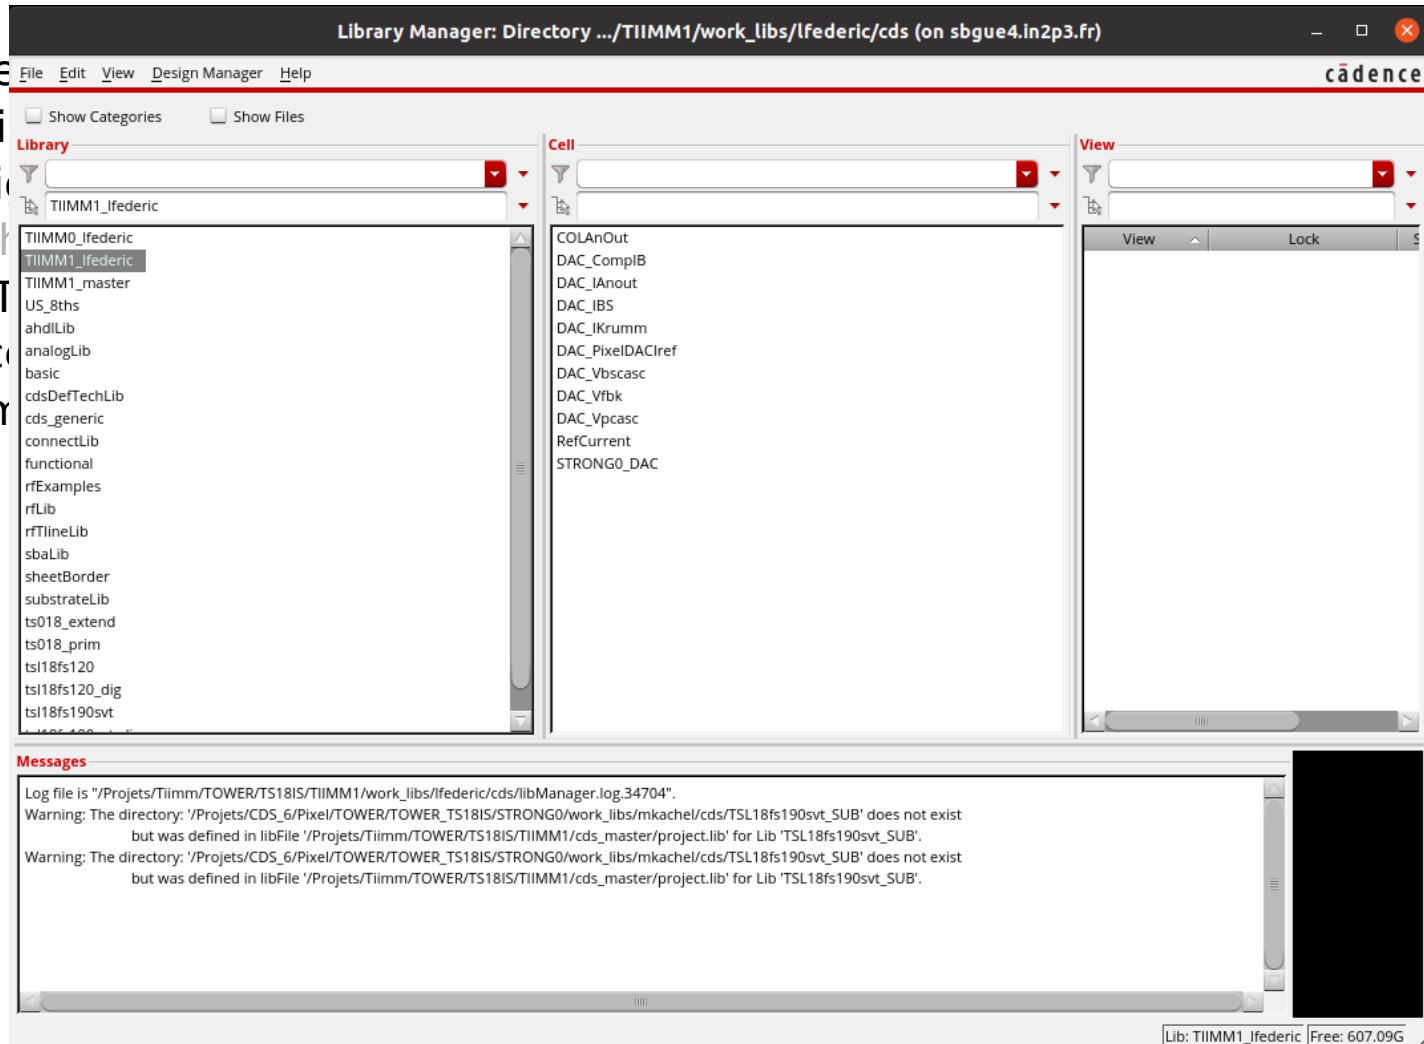 Library Manager: Directory .../TIIMM1/work_libs/lfederic/cds (on sbgue4.in2p3.fr)
File Edit View Design Manager Help
cādence
Show Categories Show Files
Library
TIIMM1_lfederic
TIIMM0_lfederic
TIIMM1_lfederic
TIIMM1_master
US_8ths
ahdlLib
analogLib
basic
cdsDefTechLib
cds_generic
connectLib
functional
rfExamples
rfLib
rfTlineLib
sbaLib
sheetBorder
substrateLib
ts018_extend
ts018_prim
tsl18fs120
tsl18fs120_dig
tsl18fs190svt
Cell
COLAnOut
DAC_CompIB
DAC_IAnout
DAC_IBS
DAC_IKrumm
DAC_PixelDACIref
DAC_Vbscasc
DAC_Vfbk
DAC_Vpcasc
RefCurrent
STRONG0_DAC
View
View Lock S
Messages
Log file is "/Projets/Tiimm/TOWER/TS18IS/TIIMM1/work_libs/lfederic/cds/libManager.log.34704".
Warning: The directory: '/Projets/CDS_6/Pixel/TOWER/TOWER_TS18IS/STRONG0/work_libs/mkachel/cds/TSL18fs190svt_SUB' does not exist
but was defined in libFile '/Projets/Tiimm/TOWER/TS18IS/TIIMM1/cds_master/project.lib' for Lib 'TSL18fs190svt_SUB'.
Warning: The directory: '/Projets/CDS_6/Pixel/TOWER/TOWER_TS18IS/STRONG0/work_libs/mkachel/cds/TSL18fs190svt_SUB' does not exist
but was defined in libFile '/Projets/Tiimm/TOWER/TS18IS/TIIMM1/cds_master/project.lib' for Lib 'TSL18fs190svt_SUB'.
Lib: TIIMM1_lfederic Free: 607.09G